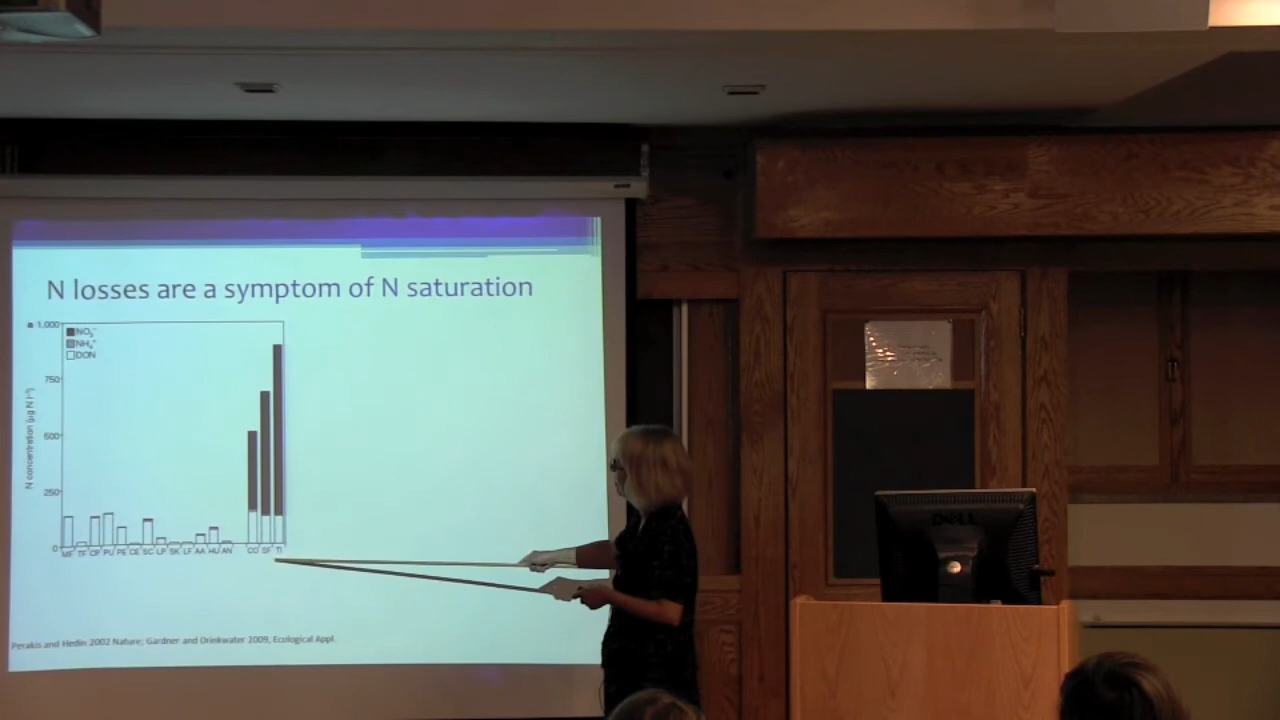 N losses are a symptom of N saturation
a 1,000
NO3-
NH4+
DON
750
500
250
0
N concentration (µg N l-1)
MF TF CP PU PE CE SC LP SK LF AA HU AN CO SF TI
Perakis and Hedin 2002 Nature; Gardner and Drinkwater 2009, Ecological Appl.
DELL